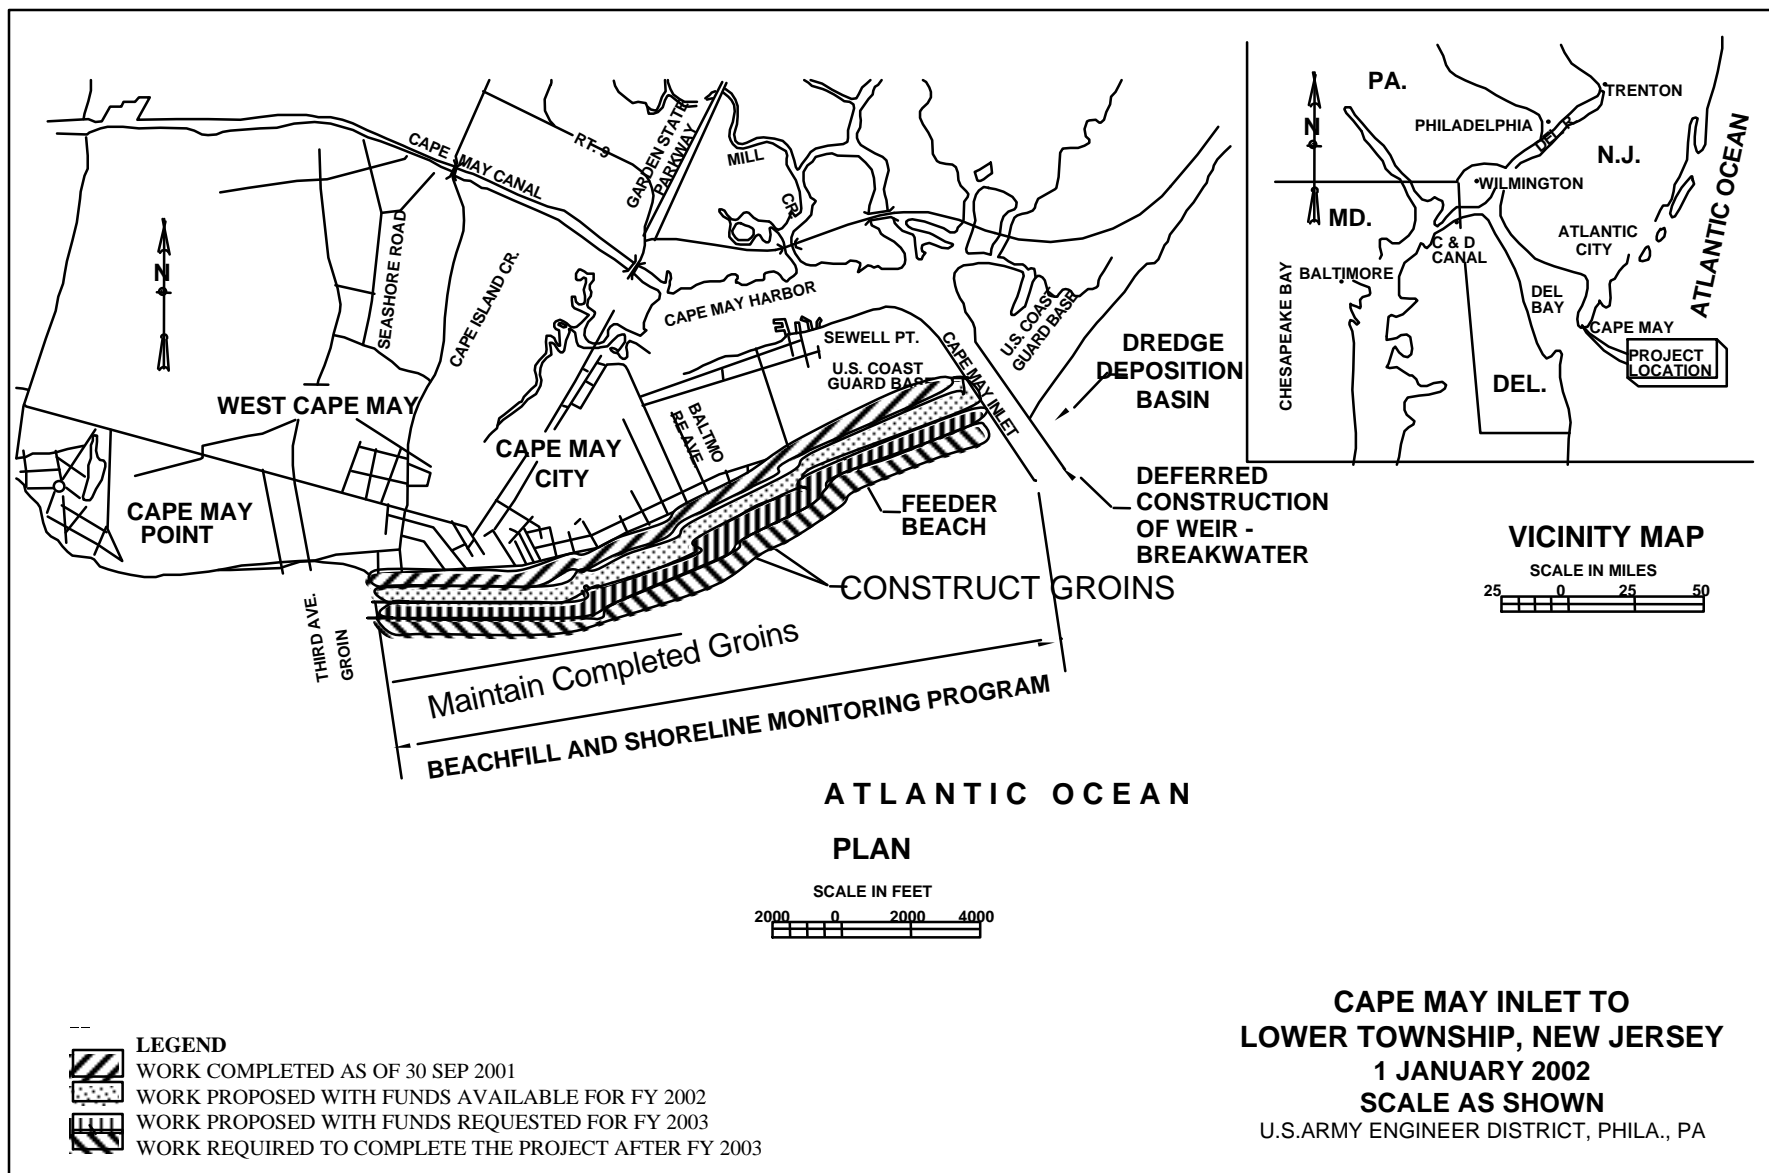 CAPE MAY CANAL
RT. 9
GARDEN STATE
PARKWAY
MILL
CR.
N
SEASHORE ROAD
CAPE ISLAND CR.
CAPE MAY HARBOR
SEWELL PT.
U.S. COAST
GUARD BASE
CAPE MAY INLET
U.S. COAST
GUARD BASE
DREDGE
DEPOSITION
BASIN
WEST CAPE MAY
CAPE MAY
CITY
BALTMO
RE AVE.
CAPE MAY
POINT
FEEDER
BEACH
DEFERRED
CONSTRUCTION
OF WEIR -
BREAKWATER
CONSTRUCT GROINS
THIRD AVE.
GROIN
Maintain Completed Groins
BEACHFILL AND SHORELINE MONITORING PROGRAM
ATLANTIC OCEAN
PLAN
SCALE IN FEET
2000 0 2000 4000
PA.
TRENTON
PHILADELPHIA
DEL R.
N
N.J.
WILMINGTON
MD.
ATLANTIC OCEAN
C & D
CANAL
ATLANTIC
CITY
BALTIMORE
CHESAPEAKE BAY
DEL
BAY
CAPE MAY
PROJECT
LOCATION
DEL.
VICINITY MAP
SCALE IN MILES
25 0 25 50
LEGEND
WORK COMPLETED AS OF 30 SEP 2001
WORK PROPOSED WITH FUNDS AVAILABLE FOR FY 2002
WORK PROPOSED WITH FUNDS REQUESTED FOR FY 2003
WORK REQUIRED TO COMPLETE THE PROJECT AFTER FY 2003
CAPE MAY INLET TO
LOWER TOWNSHIP, NEW JERSEY
1 JANUARY 2002
SCALE AS SHOWN
U.S.ARMY ENGINEER DISTRICT, PHILA., PA